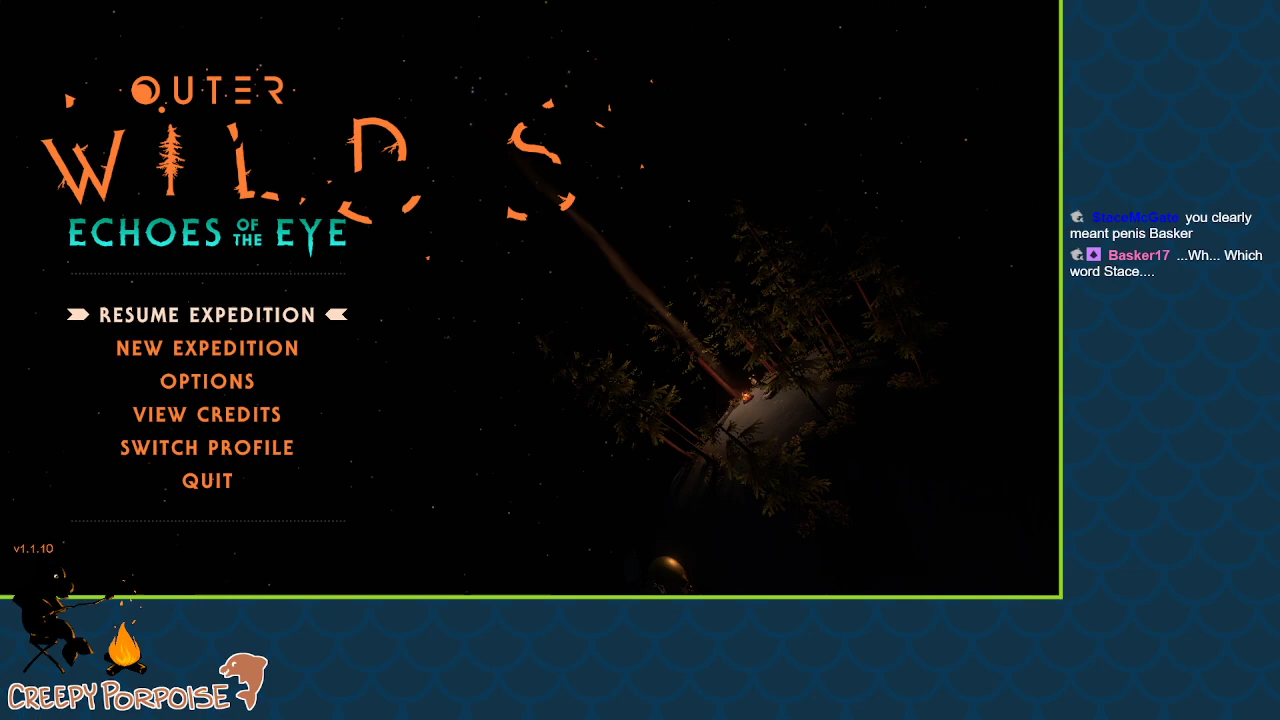 OUTER
WILDS
ECHOES OF THE EYE
RESUME EXPEDITION
NEW EXPEDITION
OPTIONS
VIEW CREDITS
SWITCH PROFILE
QUIT
v1.1.10
CREEPY PORPOISE
StaceMcGate you clearly
meant penis Basker
Basker17 ...Wh... Which
word Stace....